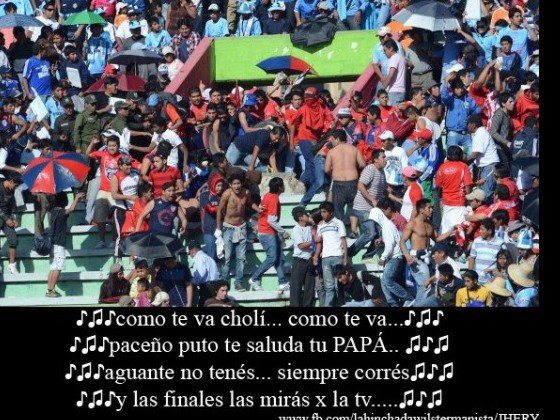 ♪♫♪como te va cholí... como te va...♪♫♪
♪♫♪paceño puto te saluda tu PAPÁ.. ♫♪♫♪
♪♫♪aguante no tenés... siempre corrés♫♪♫♪
♪♫♪y las finales las mirás x la tv.....♫♪♫♪
www.fb.com/lahinchadawilstermanista/JHERY